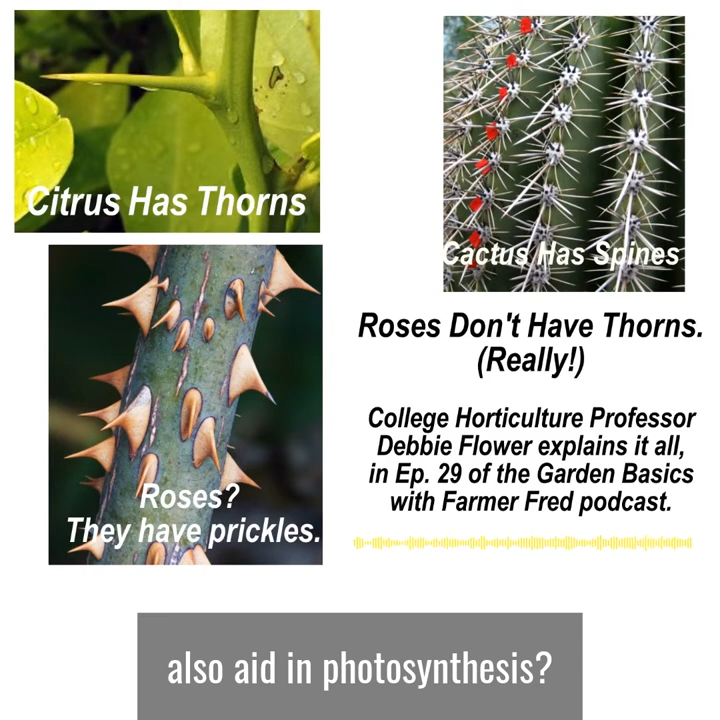 Citrus Has Thorns
Cactus Has Spines
Roses?
They have prickles.
Roses Don't Have Thorns.
(Really!)
College Horticulture Professor
Debbie Flower explains it all,
in Ep. 29 of the Garden Basics
with Farmer Fred podcast.
also aid in photosynthesis?